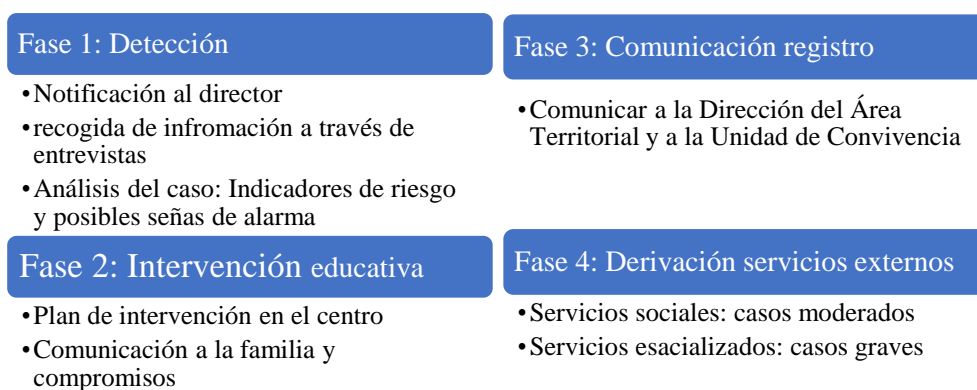 Fase 1: Detección
•Notificación al director
•recogida de infromación a través de
entrevistas
•Análisis del caso: Indicadores de riesgo
y posibles señas de alarma
Fase 2: Intervención educativa
•Plan de intervención en el centro
•Comunicación a la familia y
compromisos
Fase 3: Comunicación registro
•Comunicar a la Dirección del Área
Territorial y a la Unidad de Convivencia
Fase 4: Derivación servicios externos
•Servicios sociales: casos moderados
•Servicios esacializados: casos graves